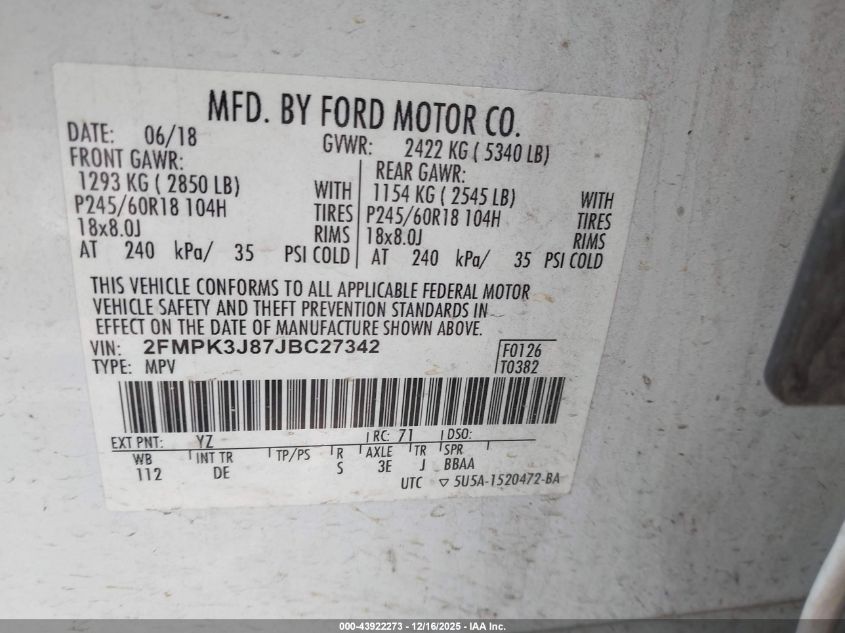 MFD. BY FORD MOTOR CO.
DATE: 06/18 GVWR: 2422 KG ( 5340 LB)
FRONT GAWR: REAR GAWR:
1293 KG ( 2850 LB) WITH 1154 KG ( 2545 LB) WITH
P245/60R18 104H TIRES P245/60R18 104H TIRES
18x8.0J RIMS 18x8.0J RIMS
AT 240 kPa/ 35 PSI COLD AT 240 kPa/ 35 PSI COLD
THIS VEHICLE CONFORMS TO ALL APPLICABLE FEDERAL MOTOR
VEHICLE SAFETY AND THEFT PREVENTION STANDARDS IN
EFFECT ON THE DATE OF MANUFACTURE SHOWN ABOVE.
VIN: 2FMPK3J87JBC27342 F0126
TYPE: MPV T0382
EXT PNT: YZ RC: 71 DSO:
WB INT TR TP/PS R AXLE TR SPR
112 DE S 3E J BBAA
UTC ▽ 5U5A-1520472-BA
000-43922273 - 12/16/2025 - IAA Inc.